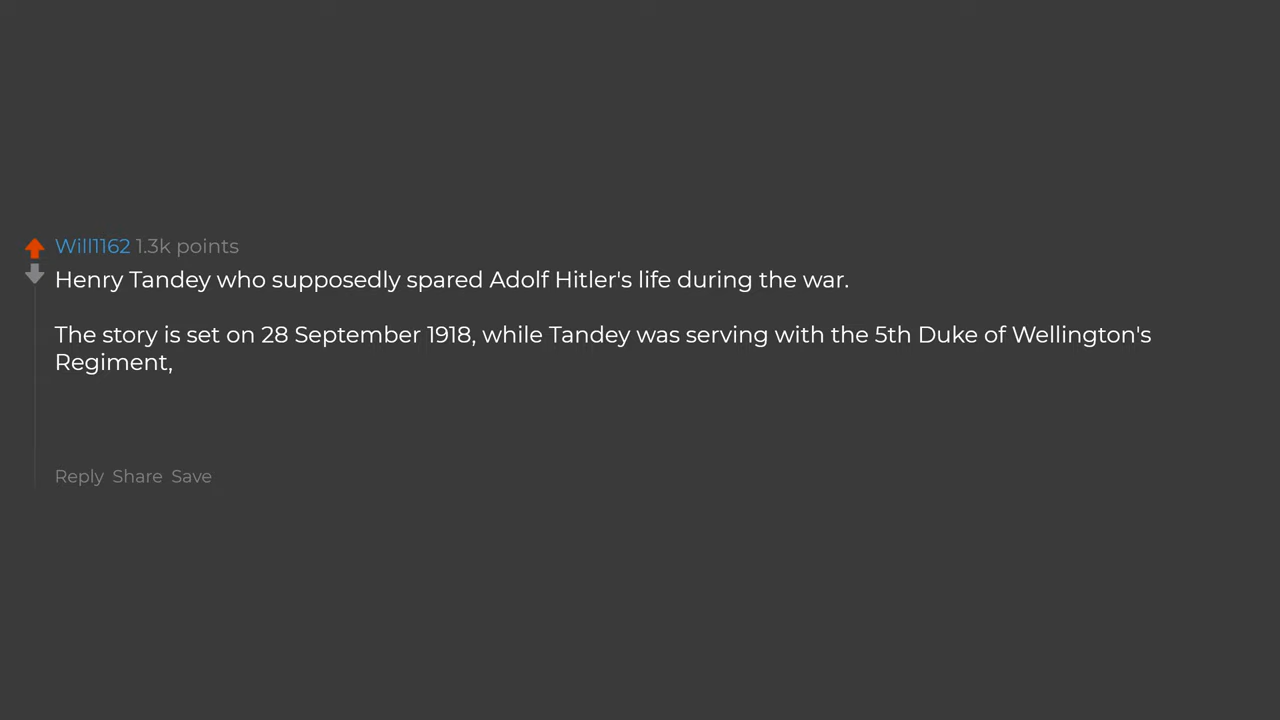 Will1162 1.3k points
Henry Tandey who supposedly spared Adolf Hitler's life during the war.
The story is set on 28 September 1918, while Tandey was serving with the 5th Duke of Wellington's
Regiment,
Reply Share Save